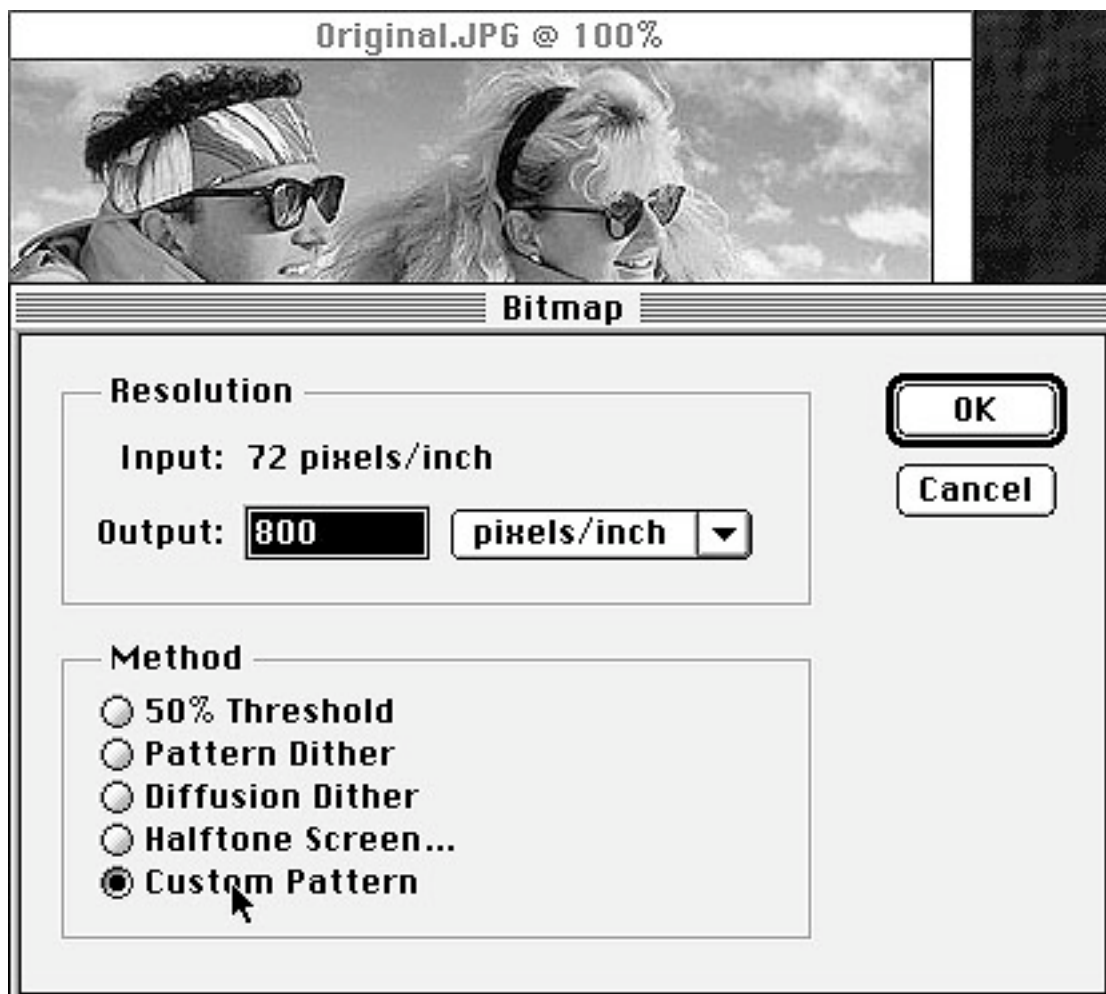 Original.JPG @ 100%
Bitmap
Resolution
Input: 72 pixels/inch
Output: 800 pixels/inch
OK
Cancel
Method
50% Threshold
Pattern Dither
Diffusion Dither
Halftone Screen...
Custom Pattern